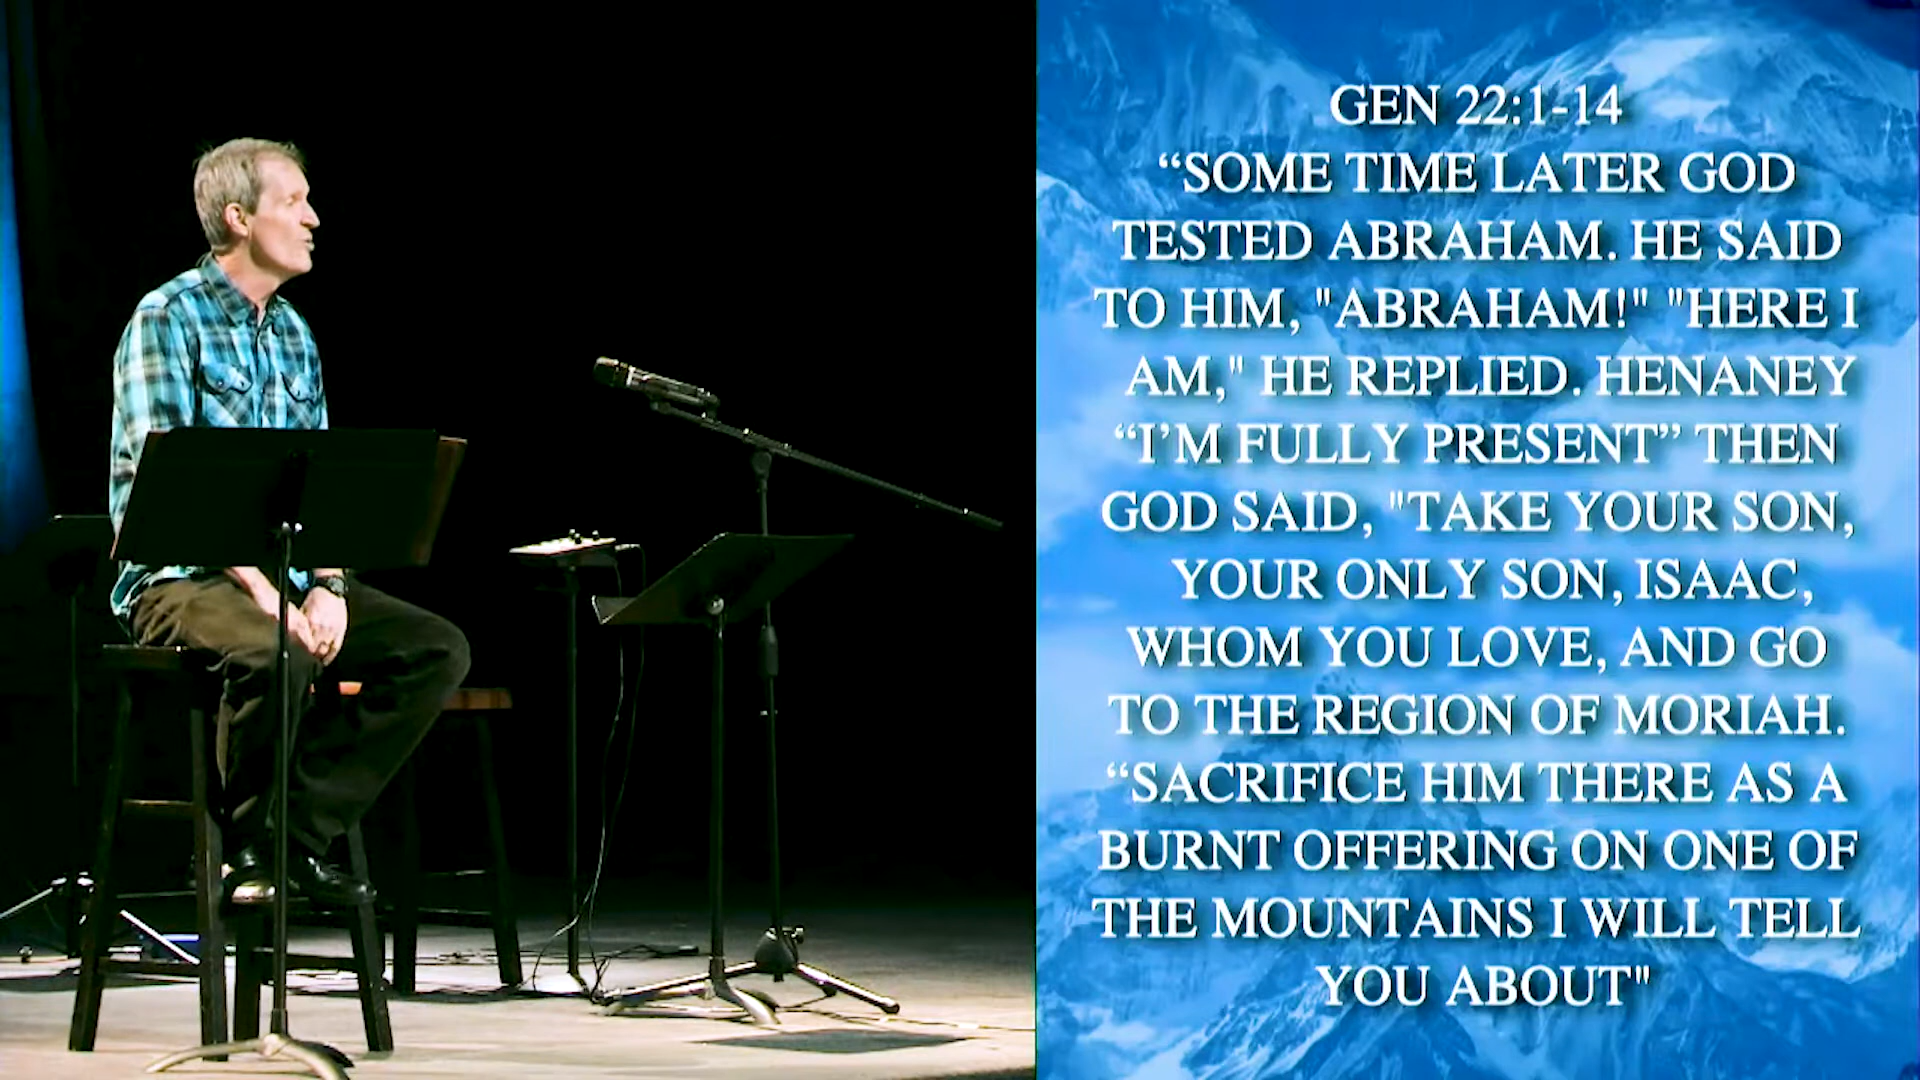 GEN 22:1-14
“SOME TIME LATER GOD
TESTED ABRAHAM. HE SAID
TO HIM, "ABRAHAM!" "HERE I
AM," HE REPLIED. HENANEY
“I’M FULLY PRESENT” THEN
GOD SAID, "TAKE YOUR SON,
YOUR ONLY SON, ISAAC,
WHOM YOU LOVE, AND GO
TO THE REGION OF MORIAH.
“SACRIFICE HIM THERE AS A
BURNT OFFERING ON ONE OF
THE MOUNTAINS I WILL TELL
YOU ABOUT"